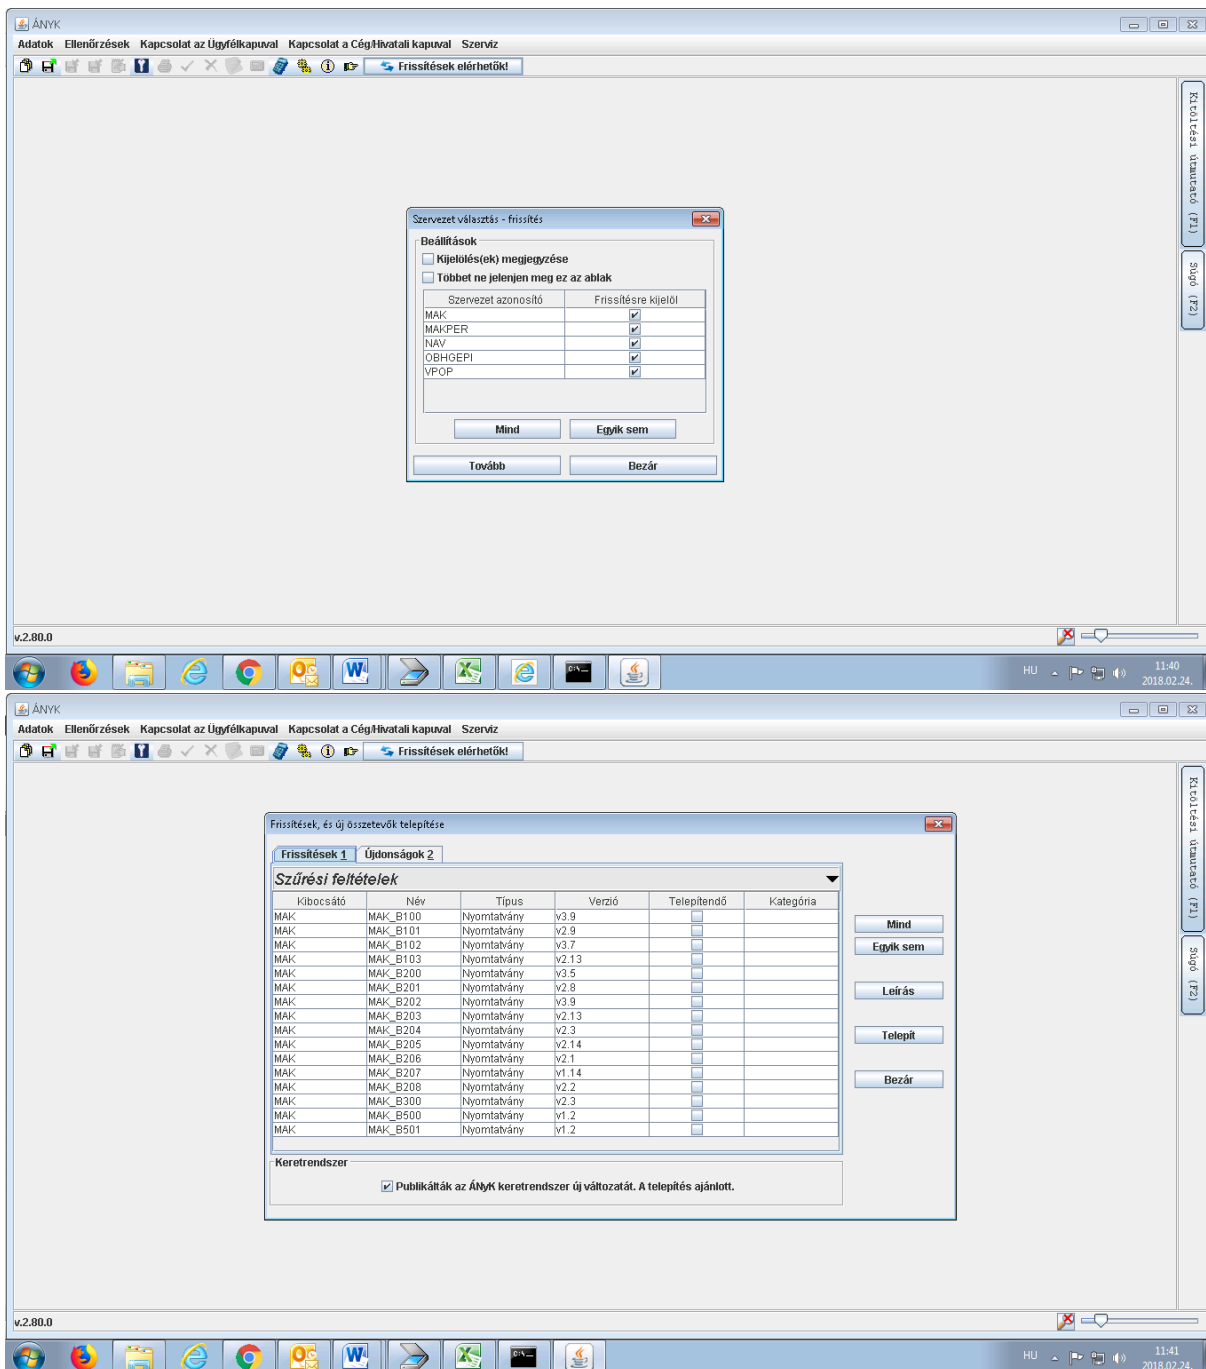 ÁNYK
Adatok Ellenőrzések Kapcsolat az Ügyfélkapuval Kapcsolat a Cég/Hivatali kapuval Szerviz
Frissítések elérhetők!
Kitöltési útmutató (F1)
Súgó (F2)
Szervezet választás - frissítés
Beállítások
Kijelölés(ek) megjegyzése
Többet ne jelenjen meg ez az ablak
Szervezet azonosító Frissítésre kijelöl
MAK
MAKPER
NAV
OBHGEPI
VPOP
Mind Egyik sem
Tovább Bezár
v.2.80.0
HU 11:40
2018.02.24.
ÁNYK
Adatok Ellenőrzések Kapcsolat az Ügyfélkapuval Kapcsolat a Cég/Hivatali kapuval Szerviz
Frissítések elérhetők!
Kitöltési útmutató (F1)
Súgó (F2)
Frissítések, és új összetevők telepítése
Frissítések 1 Újdonságok 2
Szűrési feltételek
Kibocsátó Név Típus Verzió Telepítendő Kategória
MAK MAK_B100 Nyomtatvány v3.9
MAK MAK_B101 Nyomtatvány v2.9
MAK MAK_B102 Nyomtatvány v3.7
MAK MAK_B103 Nyomtatvány v2.13
MAK MAK_B200 Nyomtatvány v3.5
MAK MAK_B201 Nyomtatvány v2.8
MAK MAK_B202 Nyomtatvány v3.9
MAK MAK_B203 Nyomtatvány v2.13
MAK MAK_B204 Nyomtatvány v2.3
MAK MAK_B205 Nyomtatvány v2.14
MAK MAK_B206 Nyomtatvány v2.1
MAK MAK_B207 Nyomtatvány v1.14
MAK MAK_B208 Nyomtatvány v2.2
MAK MAK_B300 Nyomtatvány v2.3
MAK MAK_B500 Nyomtatvány v1.2
MAK MAK_B501 Nyomtatvány v1.2
Mind
Egyik sem
Leírás
Telepít
Bezár
Keretrendszer
Publikálták az ÁNyK keretrendszer új változatát. A telepítés ajánlott.
v.2.80.0
HU 11:41
2018.02.24.